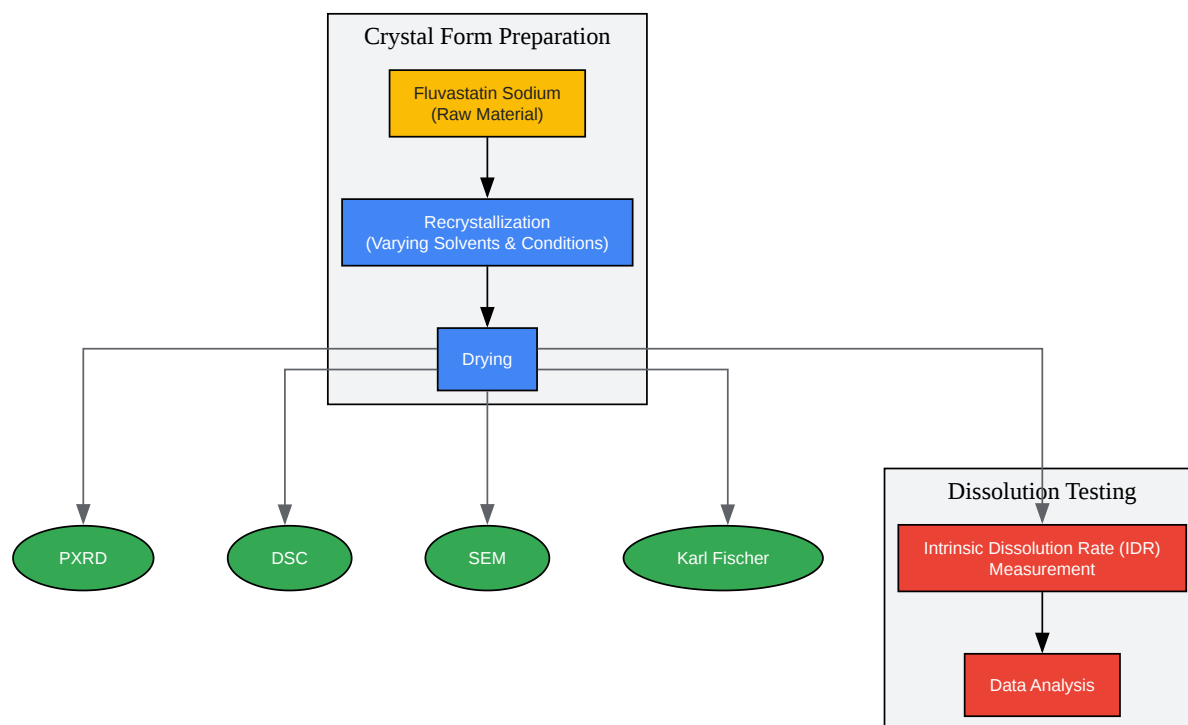 Crystal Form Preparation
Fluvastatin Sodium
(Raw Material)
Recrystallization
(Varying Solvents & Conditions)
Drying
PXRD
DSC
SEM
Karl Fischer
Dissolution Testing
Intrinsic Dissolution Rate (IDR)
Measurement
Data Analysis